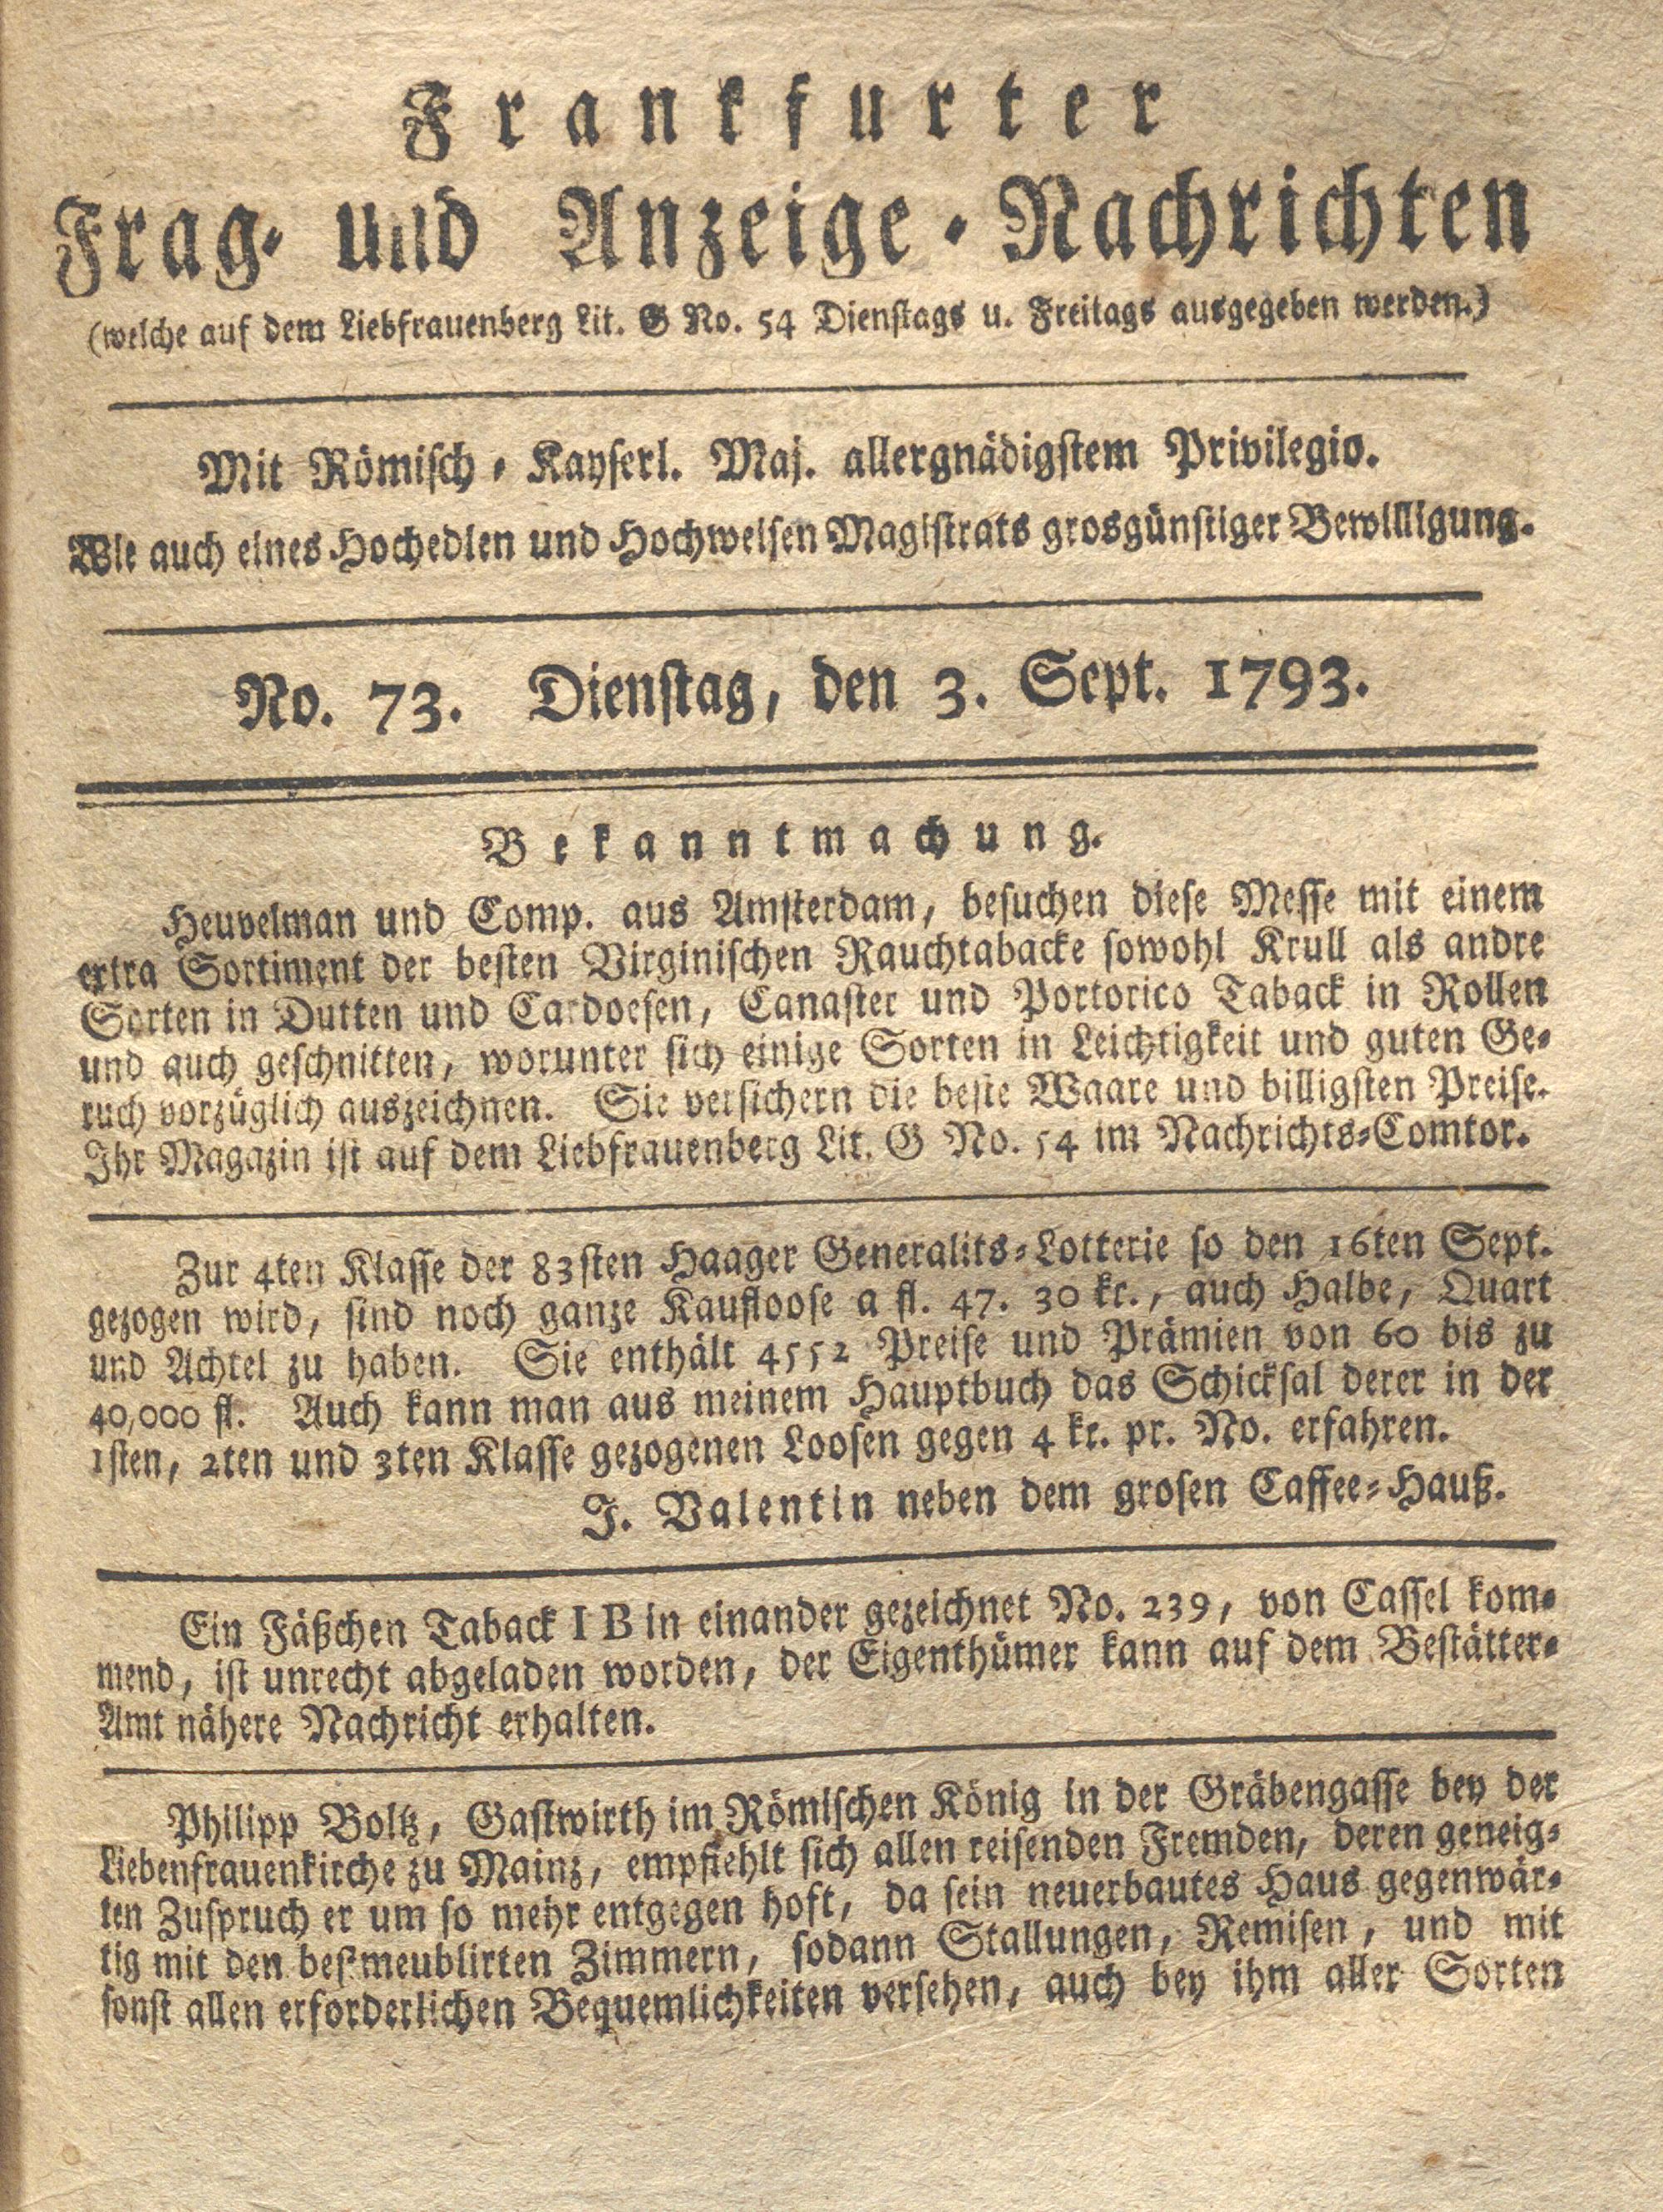 Frankfurter
Frag- und Anzeige-Nachrichten
(welche auf dem Liebfrauenberg Lit. G No. 54 Dienstags u. Freitags ausgegeben werden.)
Mit Römisch-Kayserl. Maj. allergnädigstem Privilegio.
Wie auch eines Hochedlen und Hochweisen Magistrats grosgünstiger Bewilligung.
No. 73. Dienstag, den 3. Sept. 1793.
Bekanntmachung.
Heuvelman und Comp. aus Amsterdam, besuchen diese Messe mit einem
extra Sortiment der besten Virginischen Rauchtabacke sowohl Krull als andre
Sorten in Dutten und Cardoesen, Canaster und Portorico Taback in Rollen
und auch geschnitten, worunter sich einige Sorten in Leichtigkeit und guten Ge-
ruch vorzüglich auszeichnen. Sie versichern die beste Waare und billigsten Preise.
Ihr Magazin ist auf dem Liebfrauenberg Lit. G No. 54 im Nachrichts-Comtor.
Zur 4ten Klasse der 83sten Haager Generalits-Lotterie so den 16ten Sept.
gezogen wird, sind noch ganze Kaufloose a fl. 47. 30 kr., auch Halbe, Quart
und Achtel zu haben. Sie enthält 4552 Preise und Prämien von 60 bis zu
40,000 fl. Auch kann man aus meinem Hauptbuch das Schicksal derer in der
1sten, 2ten und 3ten Klasse gezogenen Loosen gegen 4 kr. pr. No. erfahren.
J. Valentin neben dem grosen Caffee-Hauß.
Ein Fäßchen Taback I B in einander gezeichnet No. 239, von Cassel kom-
mend, ist unrecht abgeladen worden, der Eigenthümer kann auf dem Bestätter-
Amt nähere Nachricht erhalten.
Philipp Boltz, Gastwirth im Römischen König in der Gräbengasse bey der
Liebenfrauenkirche zu Mainz, empfiehlt sich allen reisenden Fremden, deren geneig-
ten Zuspruch er um so mehr entgegen hoft, da sein neuerbautes Haus gegenwär-
tig mit den bestmeublirten Zimmern, sodann Stallungen, Remisen, und mit
sonst allen erforderlichen Bequemlichkeiten versehen, auch bey ihm aller Sorten